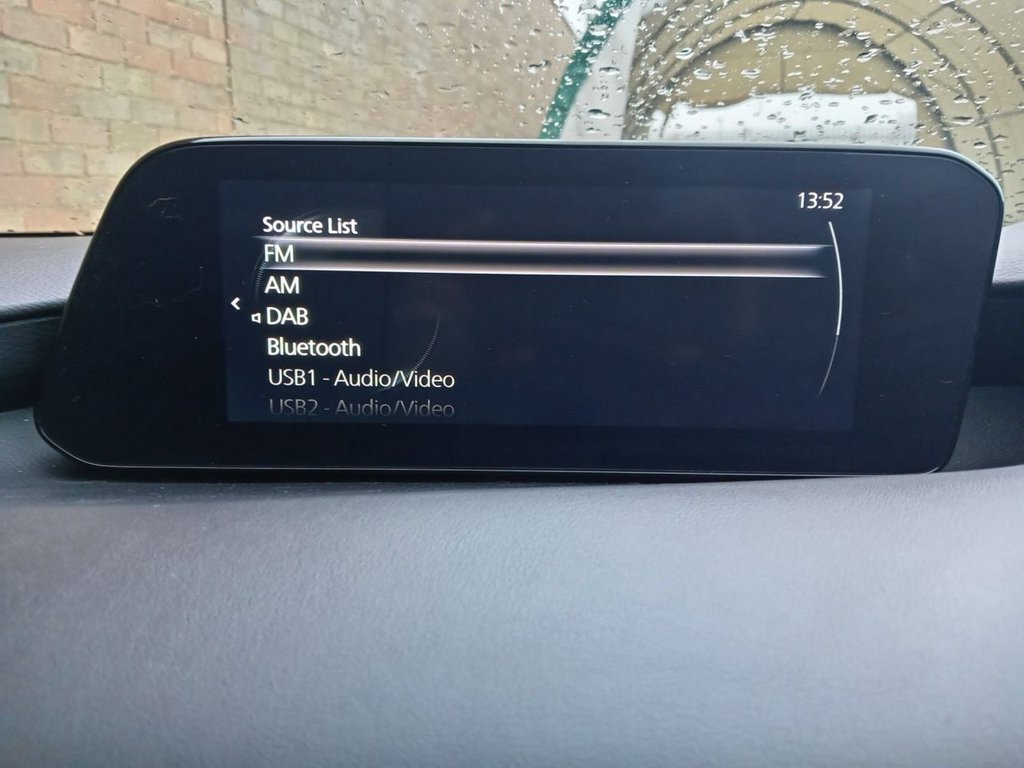 13:52
Source List
FM
AM
DAB
Bluetooth
USB1 - Audio/Video
USB2 - Audio/Video